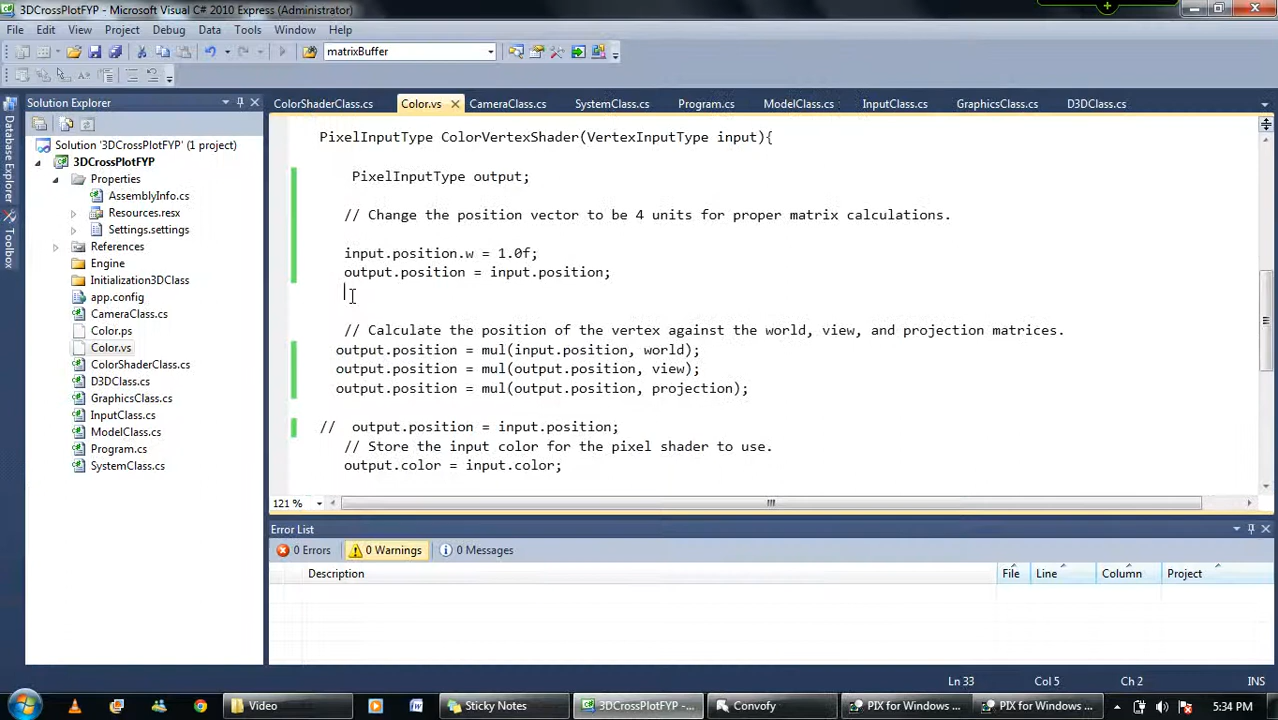 3DCrossPlotFYP - Microsoft Visual C# 2010 Express (Administrator)
File Edit View Project Debug Data Tools Window Help
matrixBuffer
Solution Explorer
ColorShaderClass.cs Color.vs CameraClass.cs SystemClass.cs Program.cs ModelClass.cs InputClass.cs GraphicsClass.cs D3DClass.cs
Database Explorer
Toolbox
Solution '3DCrossPlotFYP' (1 project)
3DCrossPlotFYP
Properties
AssemblyInfo.cs
Resources.resx
Settings.settings
References
Engine
Initialization3DClass
app.config
CameraClass.cs
Color.ps
Color.vs
ColorShaderClass.cs
D3DClass.cs
GraphicsClass.cs
InputClass.cs
ModelClass.cs
Program.cs
SystemClass.cs
PixelInputType ColorVertexShader(VertexInputType input){
PixelInputType output;
// Change the position vector to be 4 units for proper matrix calculations.
input.position.w = 1.0f;
output.position = input.position;
// Calculate the position of the vertex against the world, view, and projection matrices.
output.position = mul(input.position, world);
output.position = mul(output.position, view);
output.position = mul(output.position, projection);
// output.position = input.position;
// Store the input color for the pixel shader to use.
output.color = input.color;
121 %
Error List
0 Errors 0 Warnings 0 Messages
Description File Line Column Project
Ln 33 Col 5 Ch 2 INS
Video Sticky Notes 3DCrossPlotFYP -... Convofy PIX for Windows ... PIX for Windows ... 5:34 PM